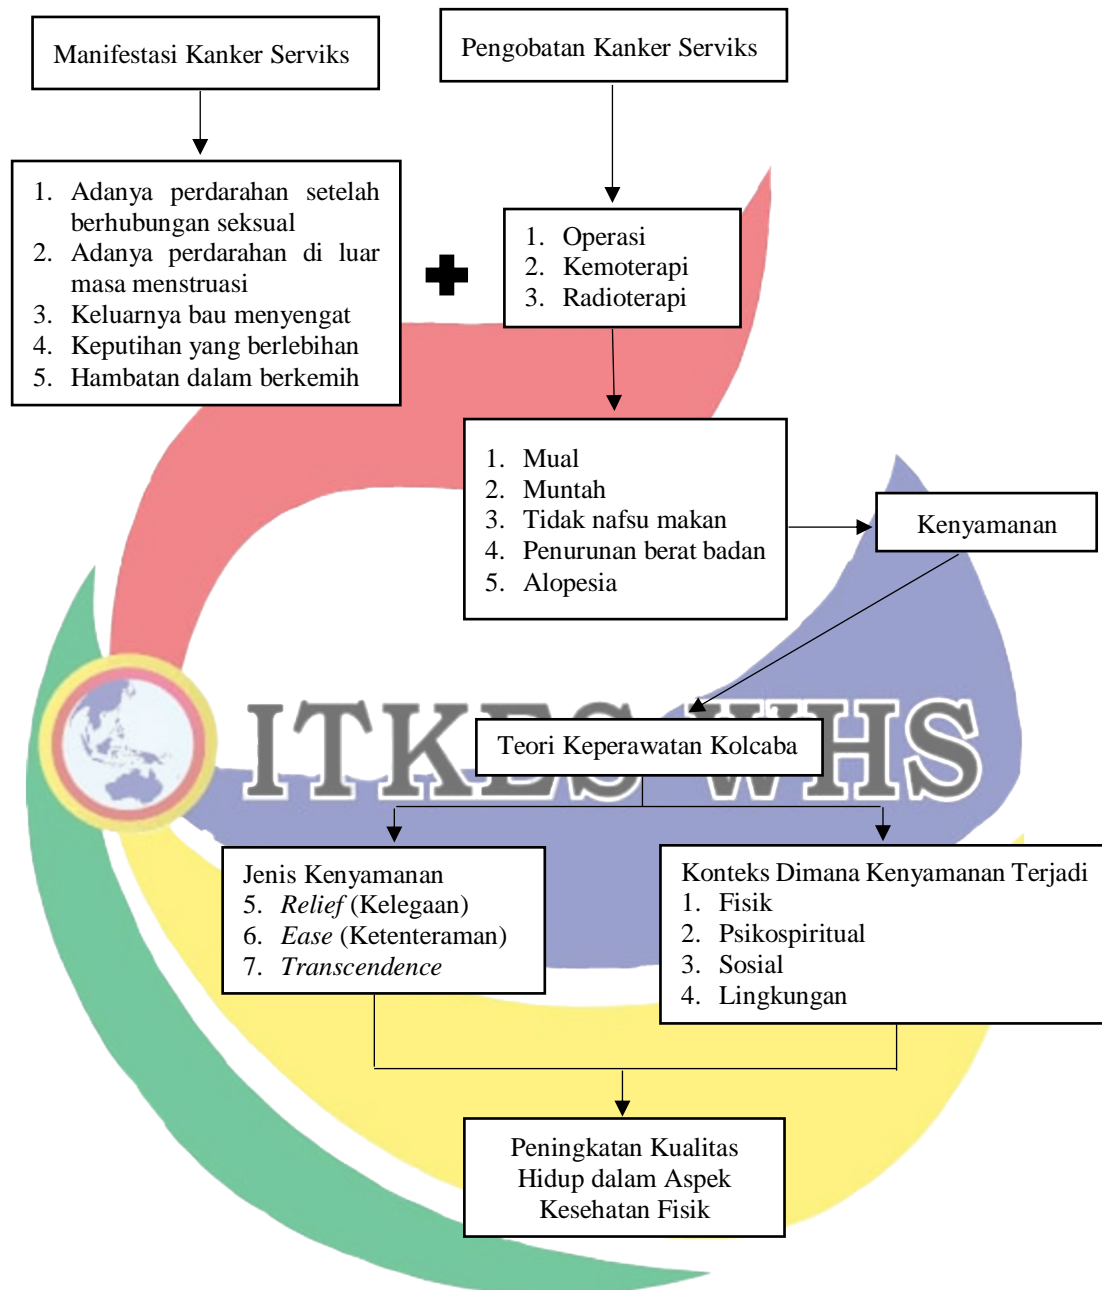 Manifestasi Kanker Serviks
Pengobatan Kanker Serviks
1. Adanya perdarahan setelah
berhubungan seksual
2. Adanya perdarahan di luar
masa menstruasi
3. Keluarnya bau menyengat
4. Keputihan yang berlebihan
5. Hambatan dalam berkemih
1. Operasi
2. Kemoterapi
3. Radioterapi
1. Mual
2. Muntah
3. Tidak nafsu makan
4. Penurunan berat badan
5. Alopesia
Kenyamanan
ITKES WHS
Teori Keperawatan Kolcaba
Jenis Kenyamanan
5. Relief (Kelegaan)
6. Ease (Ketenteraman)
7. Transcendence
Konteks Dimana Kenyamanan Terjadi
1. Fisik
2. Psikospiritual
3. Sosial
4. Lingkungan
Peningkatan Kualitas
Hidup dalam Aspek
Kesehatan Fisik